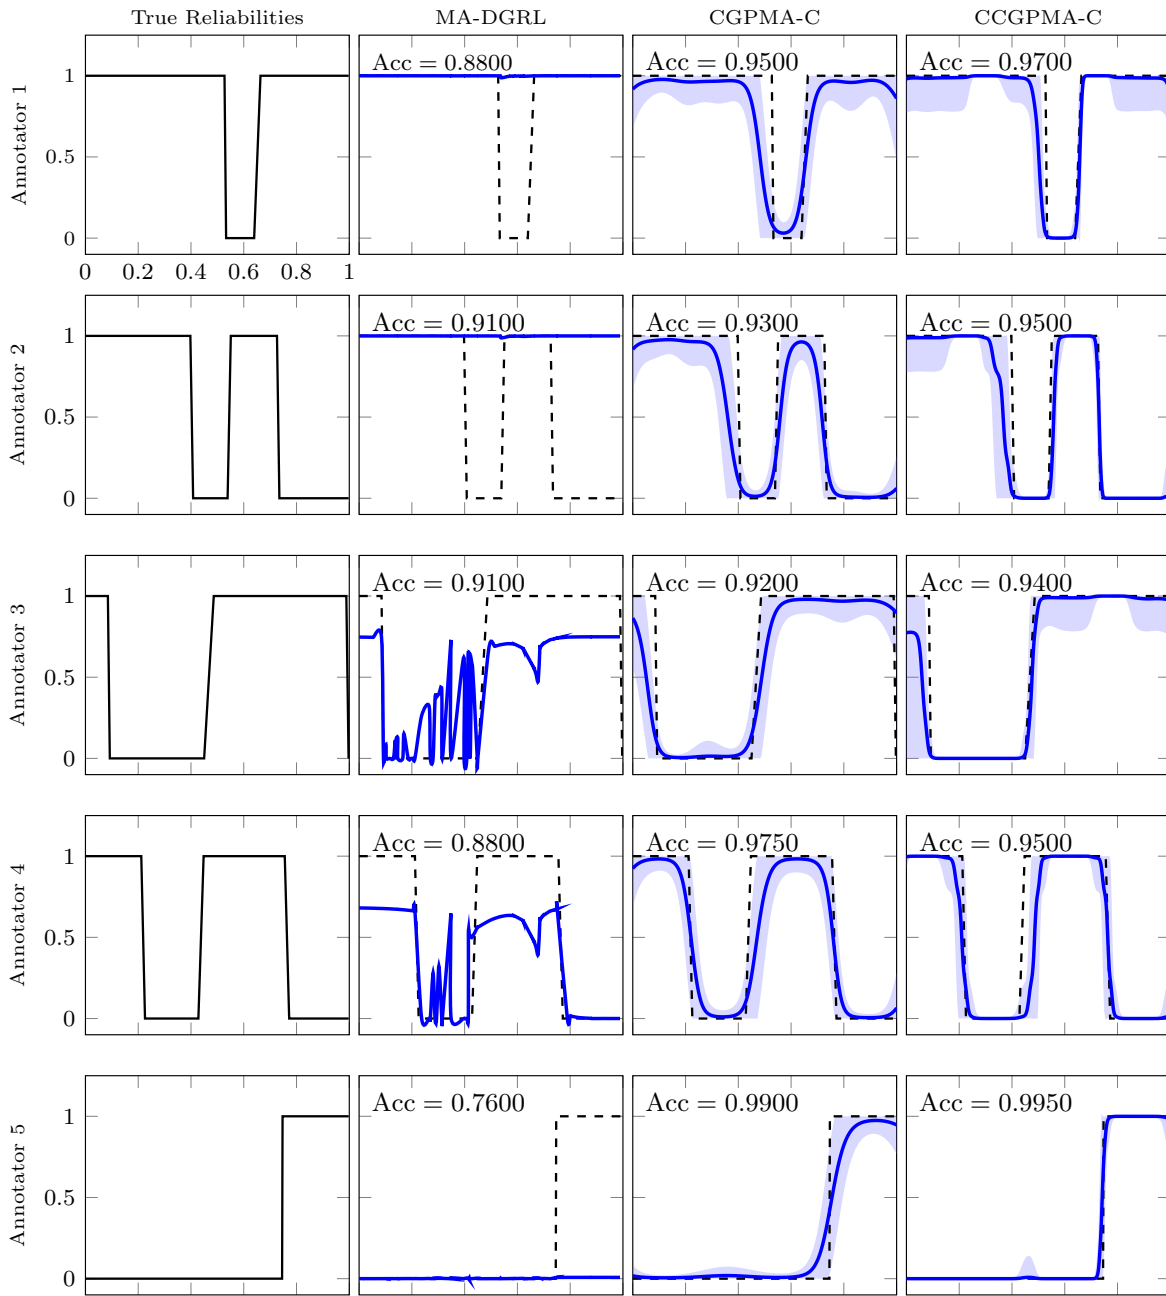 True Reliabilities MA-DGRL CGPMA-C CCGPMA-C
Annotator 1
1
0.5
0
Acc = 0.8800
Acc = 0.9500
Acc = 0.9700
0 0.2 0.4 0.6 0.8 1
Annotator 2
1
0.5
0
Acc = 0.9100
Acc = 0.9300
Acc = 0.9500
Annotator 3
1
0.5
0
Acc = 0.9100
Acc = 0.9200
Acc = 0.9400
Annotator 4
1
0.5
0
Acc = 0.8800
Acc = 0.9750
Acc = 0.9500
Annotator 5
1
0.5
0
Acc = 0.7600
Acc = 0.9900
Acc = 0.9950